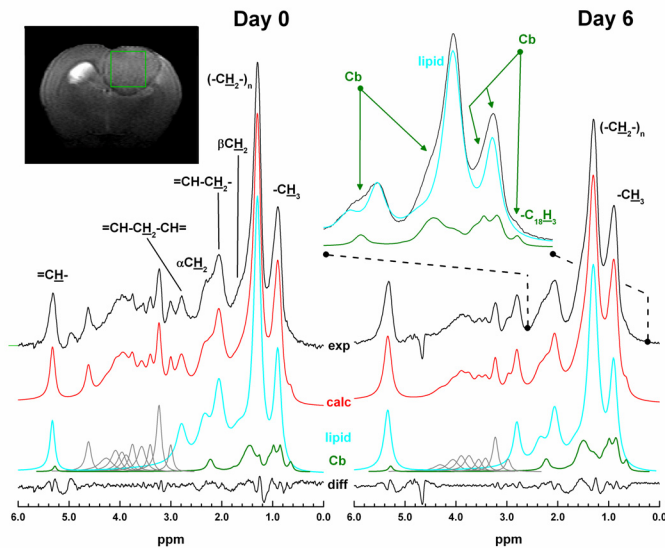 Day 0
Day 6
(-CH2-)n
βCH2
=CH-CH2-
-CH3
=CH-CH2-CH=
αCH2
=CH-
Cb
lipid
Cb
-C18H3
(-CH2-)n
-CH3
exp
calc
lipid
Cb
diff
6.0 5.0 4.0 3.0 2.0 1.0 0.0
ppm
6.0 5.0 4.0 3.0 2.0 1.0 0.0
ppm